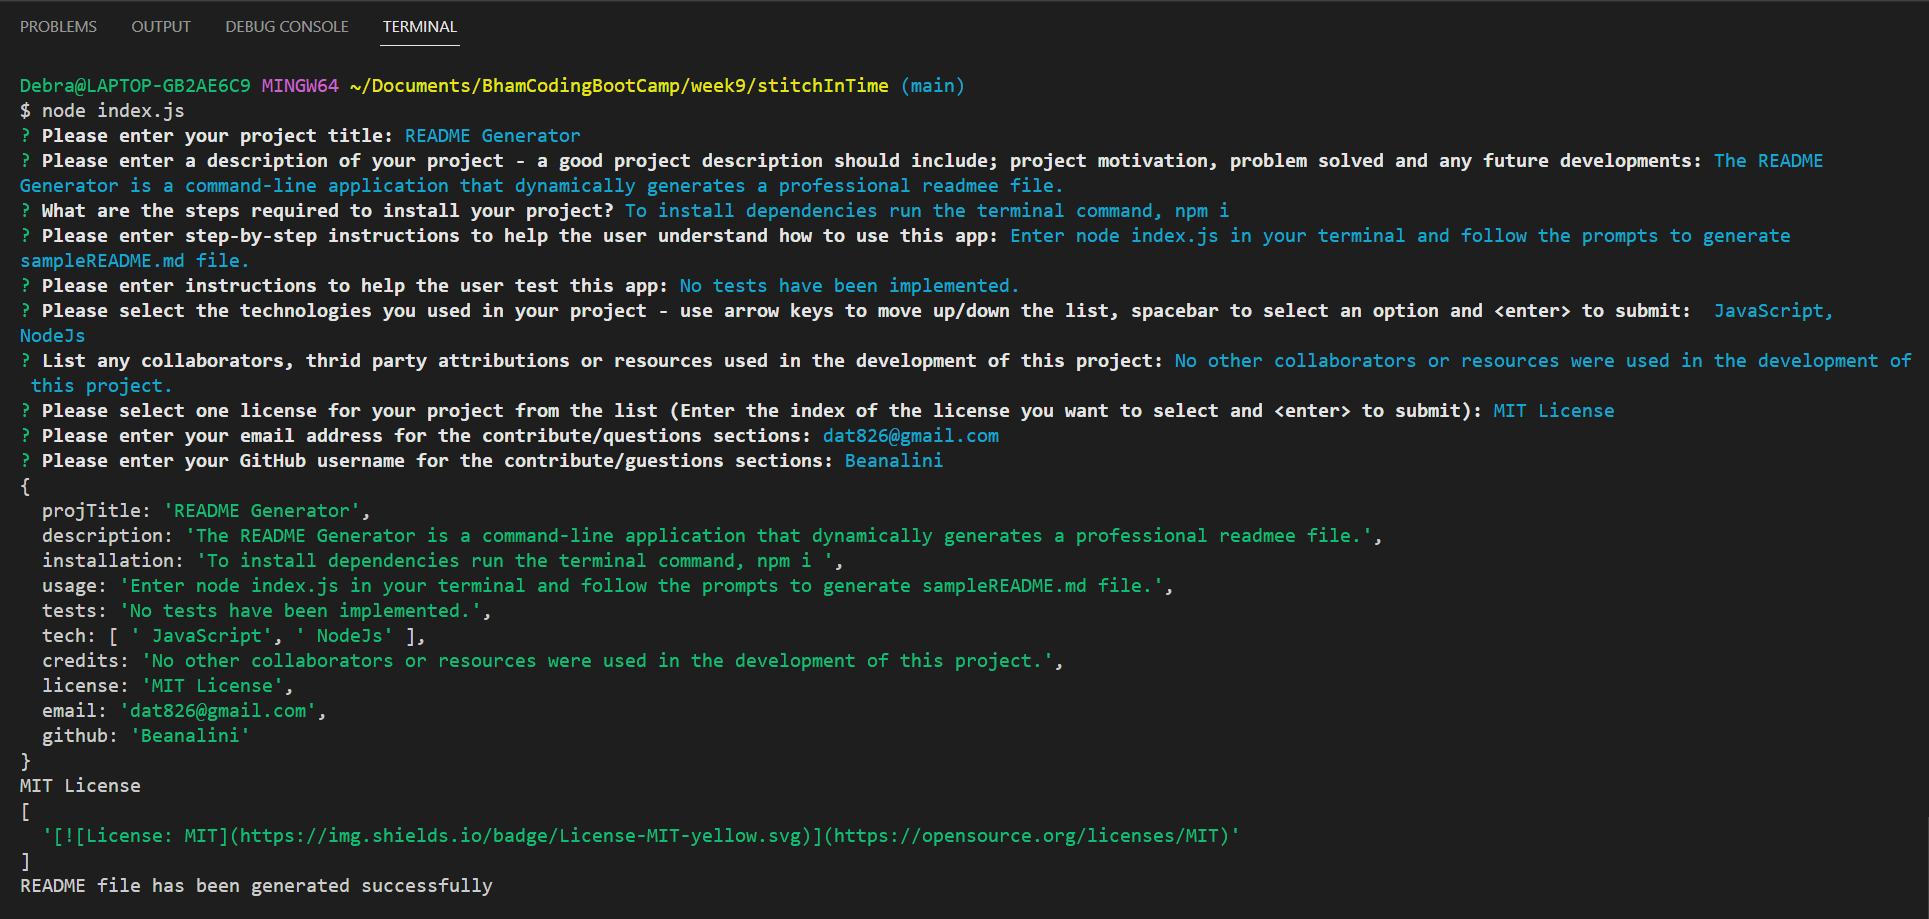 PROBLEMS OUTPUT DEBUG CONSOLE TERMINAL
Debra@LAPTOP-GB2AE6C9 MINGW64 ~/Documents/BhamCodingBootCamp/week9/stitchInTime (main)
$ node index.js
? Please enter your project title: README Generator
? Please enter a description of your project - a good project description should include; project motivation, problem solved and any future developments: The README
Generator is a command-line application that dynamically generates a professional readmee file.
? What are the steps required to install your project? To install dependencies run the terminal command, npm i
? Please enter step-by-step instructions to help the user understand how to use this app: Enter node index.js in your terminal and follow the prompts to generate
sampleREADME.md file.
? Please enter instructions to help the user test this app: No tests have been implemented.
? Please select the technologies you used in your project - use arrow keys to move up/down the list, spacebar to select an option and <enter> to submit:  JavaScript,
NodeJs
? List any collaborators, thrid party attributions or resources used in the development of this project: No other collaborators or resources were used in the development of
 this project.
? Please select one license for your project from the list (Enter the index of the license you want to select and <enter> to submit): MIT License
? Please enter your email address for the contribute/questions sections: dat826@gmail.com
? Please enter your GitHub username for the contribute/guestions sections: Beanalini
{
  projTitle: 'README Generator',
  description: 'The README Generator is a command-line application that dynamically generates a professional readmee file.',
  installation: 'To install dependencies run the terminal command, npm i ',
  usage: 'Enter node index.js in your terminal and follow the prompts to generate sampleREADME.md file.',
  tests: 'No tests have been implemented.',
  tech: [ ' JavaScript', ' NodeJs' ],
  credits: 'No other collaborators or resources were used in the development of this project.',
  license: 'MIT License',
  email: 'dat826@gmail.com',
  github: 'Beanalini'
}
MIT License
[
  '[![License: MIT](https://img.shields.io/badge/License-MIT-yellow.svg)](https://opensource.org/licenses/MIT)'
]
README file has been generated successfully